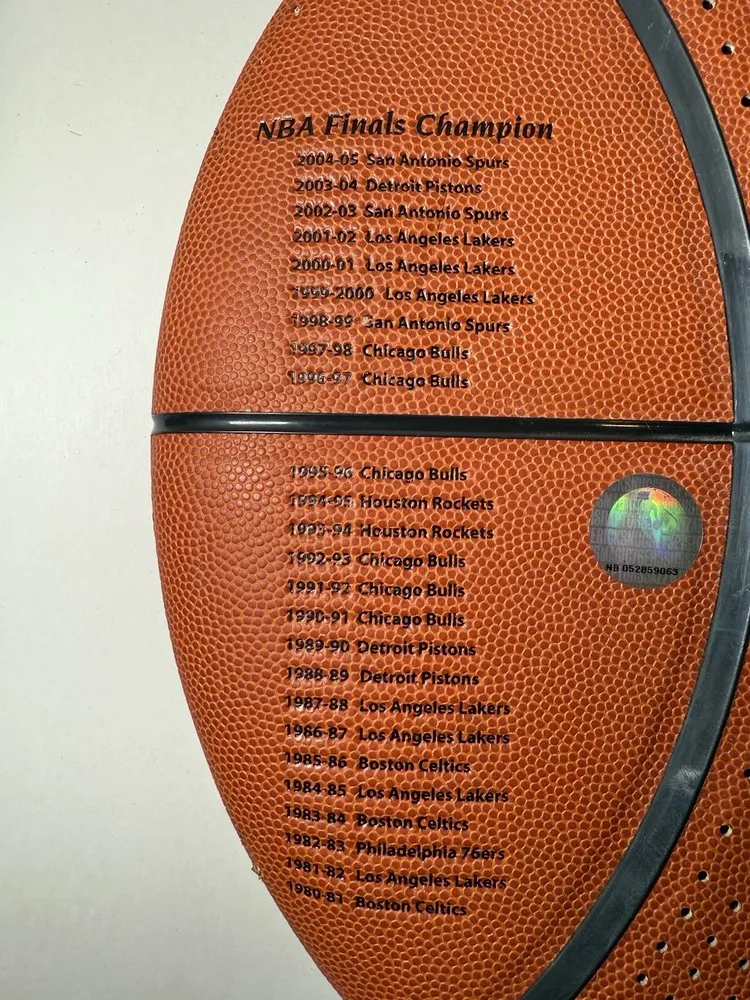 NBA Finals Champion
2004-05 San Antonio Spurs
2003-04 Detroit Pistons
2002-03 San Antonio Spurs
2001-02 Los Angeles Lakers
2000-01 Los Angeles Lakers
1999-2000 Los Angeles Lakers
1998-99 San Antonio Spurs
1997-98 Chicago Bulls
1996-97 Chicago Bulls
1995-96 Chicago Bulls
1994-95 Houston Rockets
1993-94 Houston Rockets
1992-93 Chicago Bulls
1991-92 Chicago Bulls
1990-91 Chicago Bulls
1989-90 Detroit Pistons
1988-89 Detroit Pistons
1987-88 Los Angeles Lakers
1986-87 Los Angeles Lakers
1985-86 Boston Celtics
1984-85 Los Angeles Lakers
1983-84 Boston Celtics
1982-83 Philadelphia 76ers
1981-82 Los Angeles Lakers
1980-81 Boston Celtics
NB 052859063